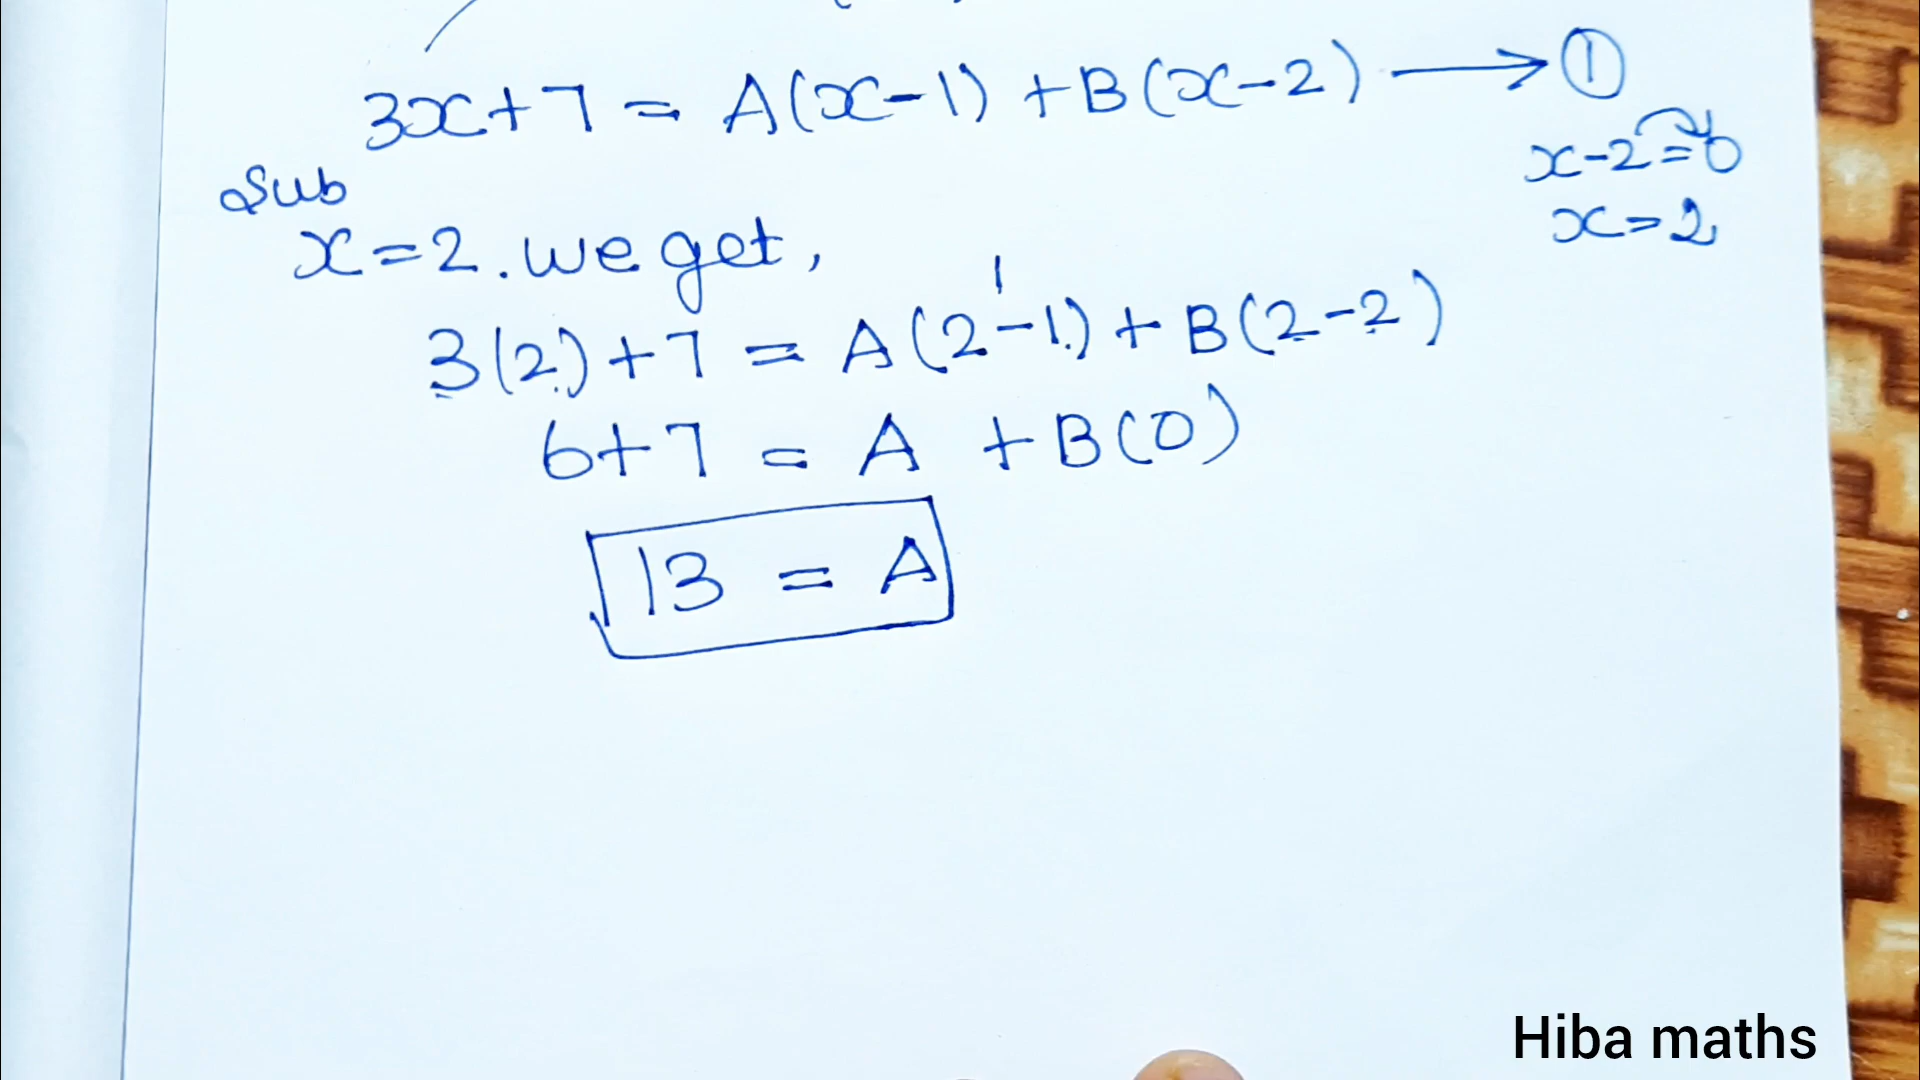 3x+7 = A(x-1) +B(x-2) → ①
x-2=0
Sub
x=2
x=2. we get,
1
3(2)+7 = A(2-1)+B(2-2)
6+7 = A +B(0)
13 = A
Hiba maths